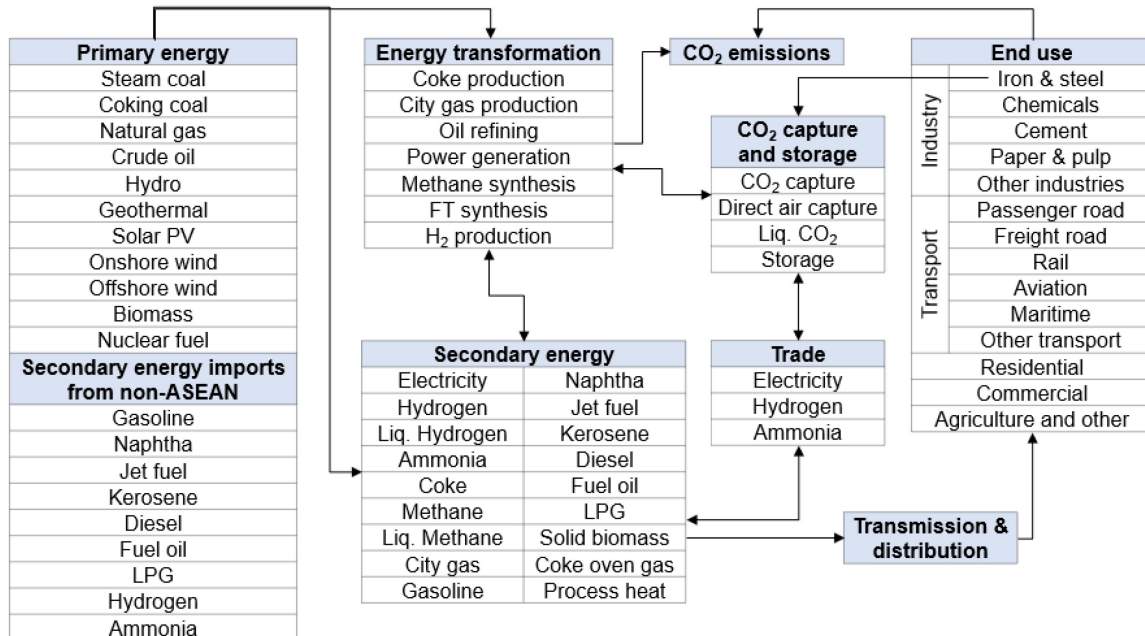 Primary energy
Steam coal
Coking coal
Natural gas
Crude oil
Hydro
Geothermal
Solar PV
Onshore wind
Offshore wind
Biomass
Nuclear fuel
Secondary energy imports
from non-ASEAN
Gasoline
Naphtha
Jet fuel
Kerosene
Diesel
Fuel oil
LPG
Hydrogen
Ammonia
Energy transformation
Coke production
City gas production
Oil refining
Power generation
Methane synthesis
FT synthesis
H₂ production
Secondary energy
Electricity
Hydrogen
Liq. Hydrogen
Ammonia
Coke
Methane
Liq. Methane
City gas
Gasoline
Naphtha
Jet fuel
Kerosene
Diesel
Fuel oil
LPG
Solid biomass
Coke oven gas
Process heat
CO₂ emissions
CO₂ capture
and storage
CO₂ capture
Direct air capture
Liq. CO₂
Storage
Trade
Electricity
Hydrogen
Ammonia
Transmission &
distribution
End use
Industry
Iron & steel
Chemicals
Cement
Paper & pulp
Other industries
Transport
Passenger road
Freight road
Rail
Aviation
Maritime
Other transport
Residential
Commercial
Agriculture and other